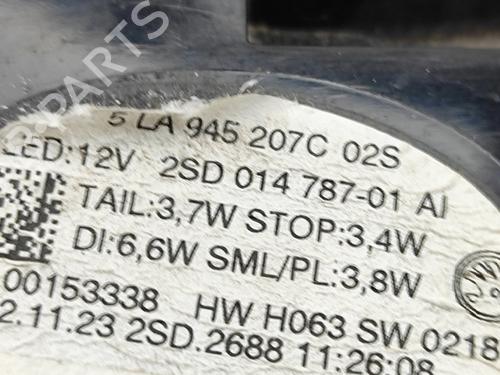 PARTS
5 LA 945 207C 02S
LED:12V 2SD 014 787-01 AI
TAIL:3,7W STOP:3,4W
DI:6,6W SML/PL:3,8W
00153338 HW H063 SW 0218
2.11.23 2SD.2688 11:26:08